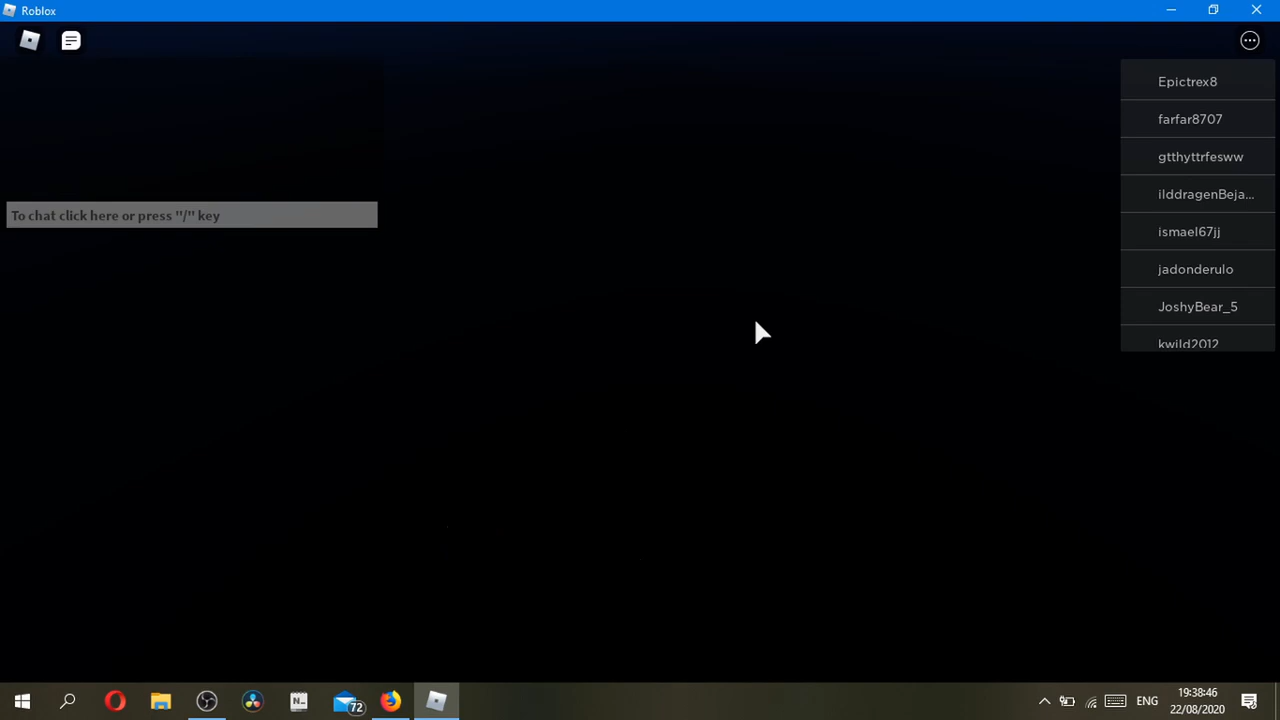 Roblox
Epictrex8
farfar8707
gtthyttrfesww
ilddragenBeja...
ismael67jj
jadonderulo
JoshyBear_5
kwild2012
To chat click here or press "/" key
N_
72
ENG
19:38:46
22/08/2020